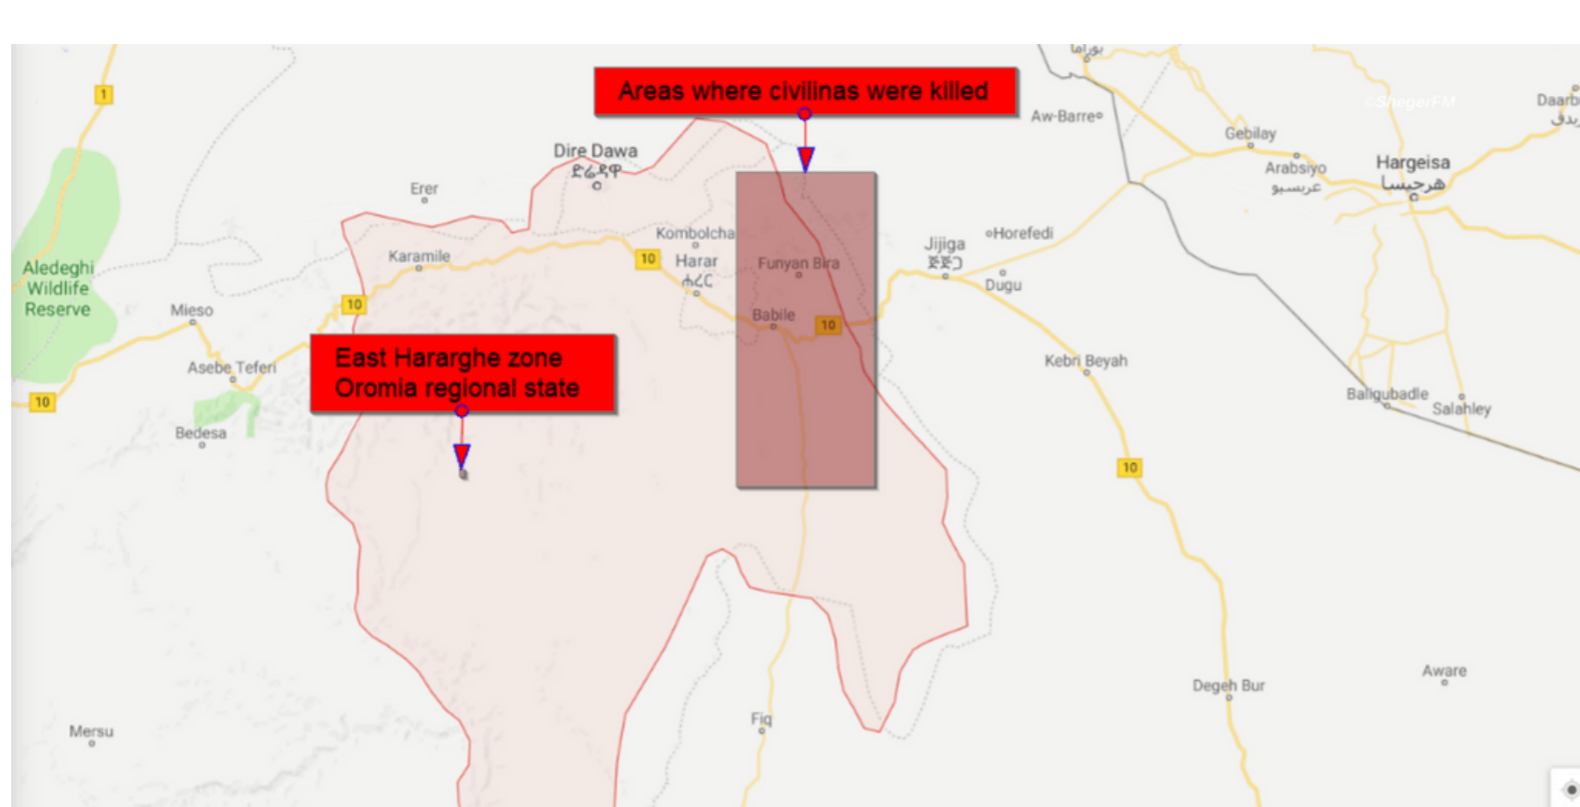 بوراما
Areas where civilinas were killed
1
©ShegerFM
Aw-Barre
Gebilay
Dire Dawa
ድሬዳዋ
Arabsiyo
عربسيو
Hargeisa
هرجيسا
Erer
Kombolcha
Horefedi
Jijiga
ጅጅጋ
Karamile
10
Harar
ሐረር
Funyan Bira
Dugu
Aledeghi
Wildlife
Reserve
Mieso
10
Babile
10
East Hararghe zone
Oromia regional state
Asebe Teferi
Kebri Beyah
10
Baligubadle
Salahley
Bedesa
10
Aware
Degeh Bur
Fiq
Mersu